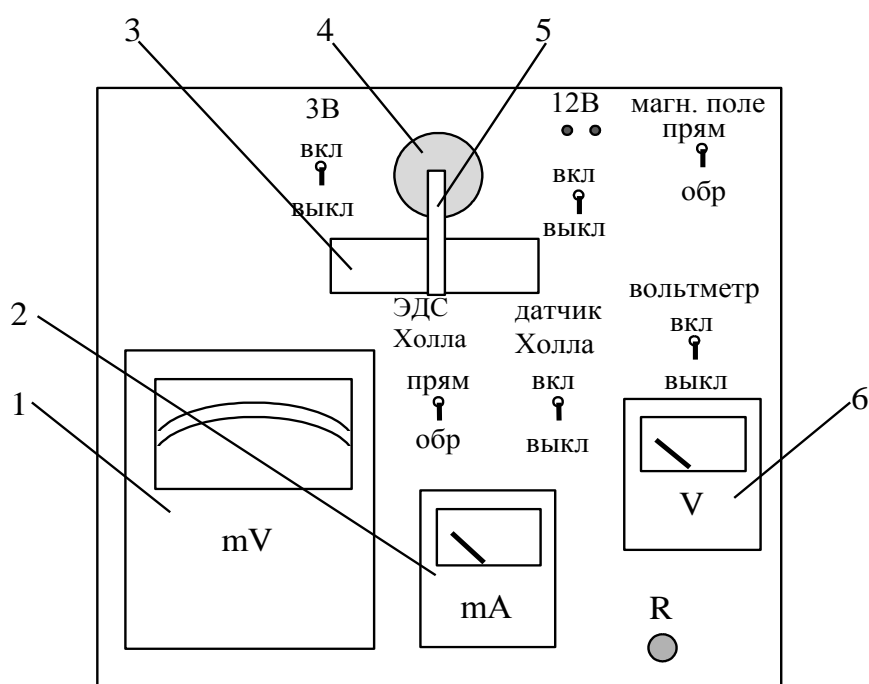 3
4
5
3В
вкл
выкл
12В
вкл
выкл
магн. поле
прям
обр
2
ЭДС
Холла
прям
обр
датчик
Холла
вкл
выкл
вольтметр
вкл
выкл
1
6
mV
mA
V
R